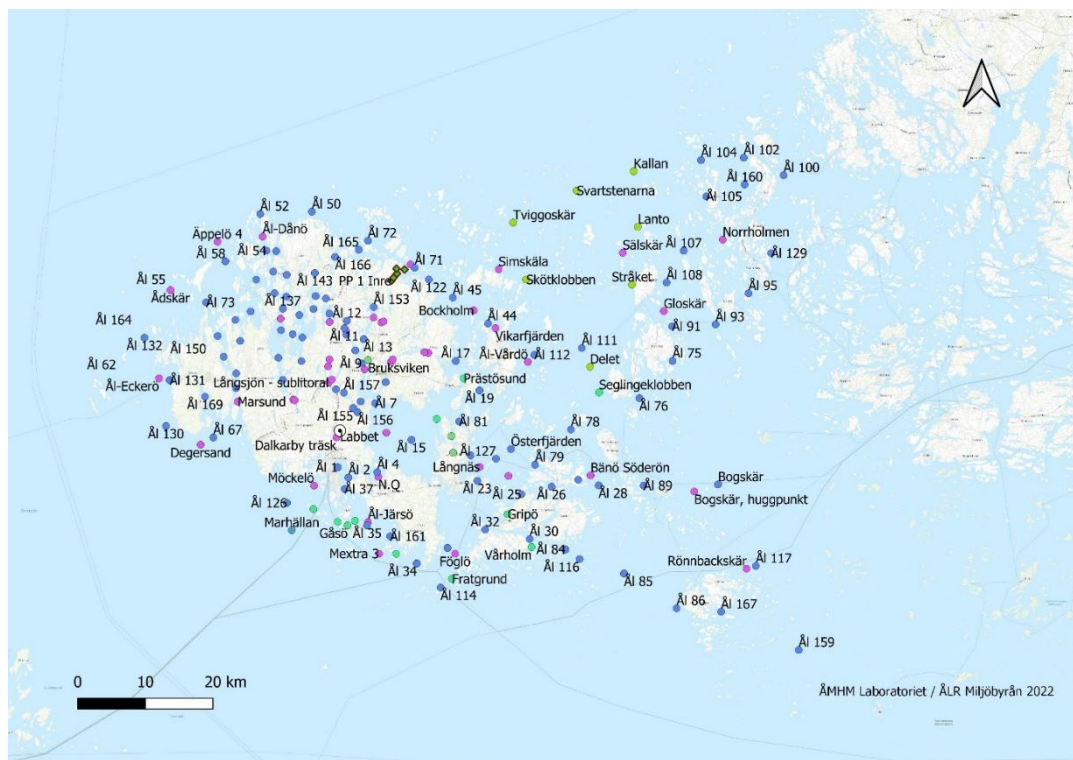 Ål 104
Ål 102
Kallan
Ål 100
Svartstenarna
Ål 160
Ål 105
Ål 52
Ål 50
Tviggoskär
Lanto
Ål-Dånö
Äppelö 4
Ål 165
Ål 72
Norrholmen
Ål 58
Ål 54
Sälskär
Ål 107
Ål 129
Ål 166
Ål 71
Simskäla
Ål 55
Ål 143
PP 1 Inre
Ål 122
Skötklobben
Stråket
Ål 108
Ådskär
Ål 73
Ål 137
Ål 153
Ål 45
Ål 95
Bockholm
Gloskär
Ål 164
Ål 12
Ål 44
Ål 91
Ål 93
Ål 132
Ål 150
Ål 11
Ål 13
Vikarfjärden
Ål 111
Ål 62
Ål 9
Bruksviken
Ål 17
Ål-Vårdö
Ål 112
Delet
Ål 75
Ål-Eckerö
Ål 131
Långsjön - sublitoral
Prästösund
Seglingeklobben
Ål 169
Marsund
Ål 157
Ål 7
Ål 19
Ål 76
Ål 155
Ål 156
Ål 81
Ål 130
Ål 67
Labbet
Ål 78
Degersand
Dalkarby träsk
Ål 15
Ål 127
Österfjärden
Ål 79
Möckelö
Ål 1
Ål 2
Ål 4
Långnäs
Bänö Söderön
Bogskär
N.Q
Ål 37
Ål 23
Ål 25
Ål 26
Ål 28
Ål 89
Bogskär, huggpunkt
Ål 126
Marhällan
Ål-Järsö
Gripö
Gåsö
Ål 35
Ål 161
Ål 32
Ål 30
Mextra 3
Föglö
Vårholm
Ål 84
Rönnbackskär
Ål 117
Ål 34
Fratgrund
Ål 116
Ål 85
Ål 114
Ål 86
Ål 167
Ål 159
0 10 20 km
ÅMHM Laboratoriet / ÅLR Miljöbyrån 2022